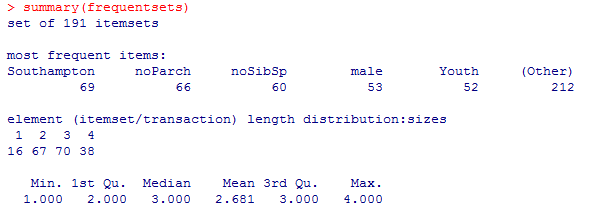 > summary(frequentsets)
set of 191 itemsets
most frequent items:
Southampton noParch noSibSp male Youth (Other)
69 66 60 53 52 212
element (itemset/transaction) length distribution:sizes
1 2 3 4
16 67 70 38
Min. 1st Qu. Median Mean 3rd Qu. Max.
1.000 2.000 3.000 2.681 3.000 4.000